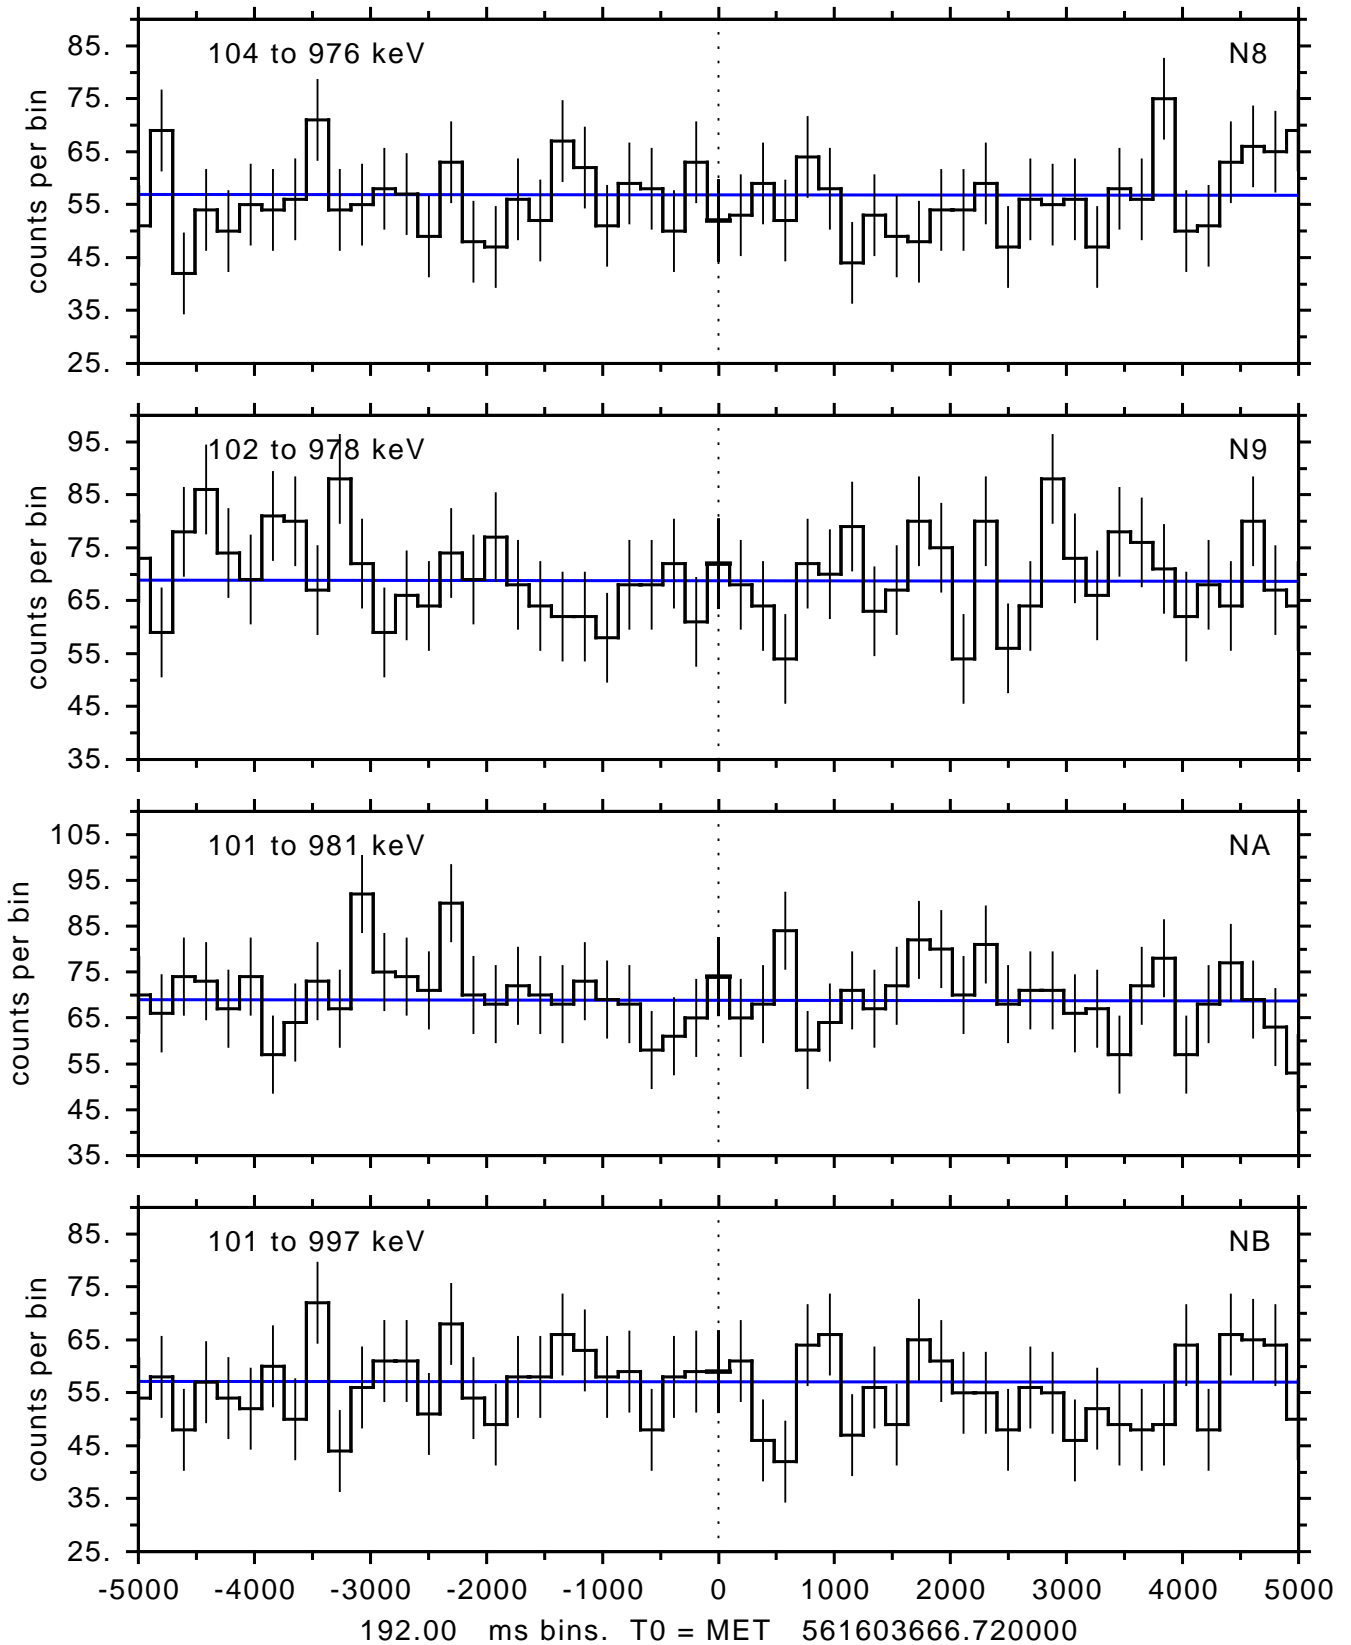 104 to 976 keV N8
85.
75.
65.
55.
45.
35.
25.
counts per bin
102 to 978 keV N9
95.
85.
75.
65.
55.
45.
35.
counts per bin
101 to 981 keV NA
105.
95.
85.
75.
65.
55.
45.
35.
counts per bin
101 to 997 keV NB
85.
75.
65.
55.
45.
35.
25.
counts per bin
-5000 -4000 -3000 -2000 -1000 0 1000 2000 3000 4000 5000
192.00 ms bins. T0 = MET 561603666.720000